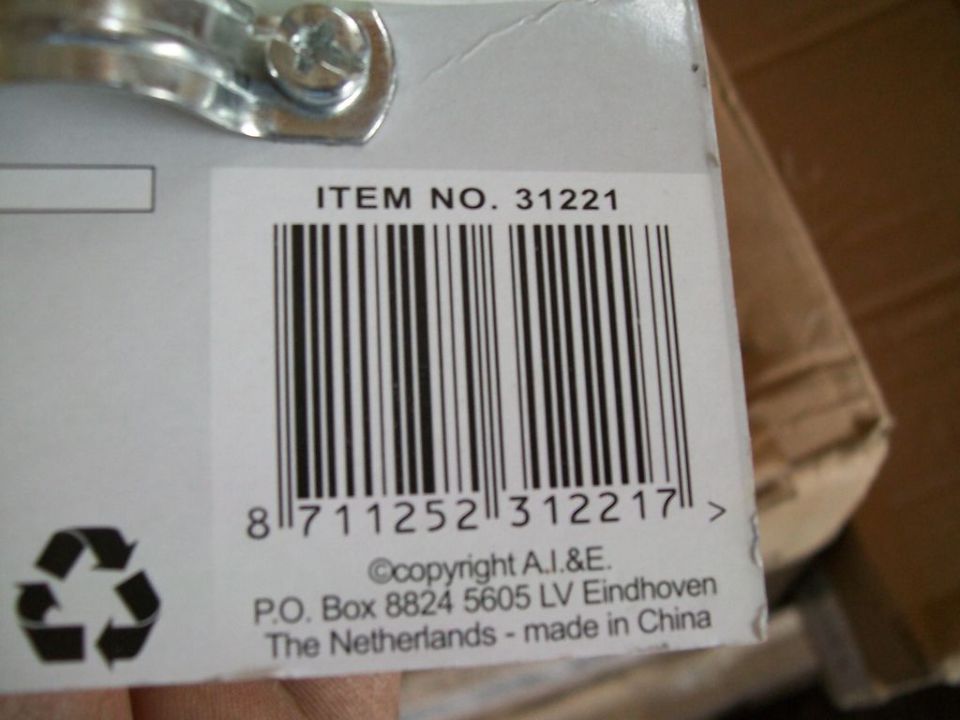 ITEM NO. 31221
8 711252 312217 >
©copyright A.I.&E.
P.O. Box 8824 5605 LV Eindhoven
The Netherlands - made in China